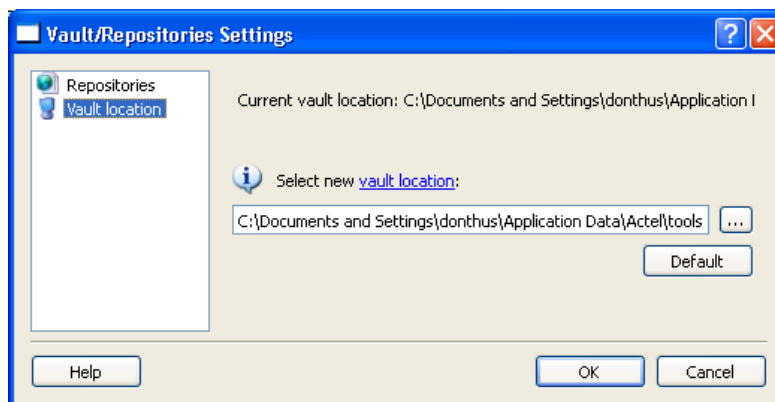 Vault/Repositories Settings
Repositories
Vault location
Current vault location: C:\Documents and Settings\donthus\Application
Select new vault location:
C:\Documents and Settings\donthus\Application Data\Actel\tools
...
Default
Help
OK
Cancel